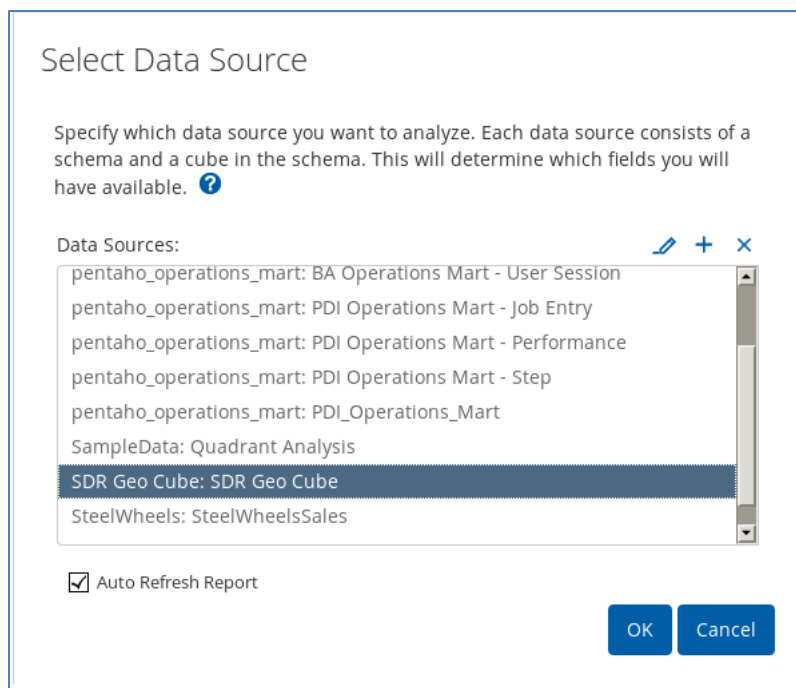 Select Data Source
Specify which data source you want to analyze. Each data source consists of a
schema and a cube in the schema. This will determine which fields you will
have available. ?
Data Sources:
pentaho_operations_mart: BA Operations Mart - User Session
pentaho_operations_mart: PDI Operations Mart - Job Entry
pentaho_operations_mart: PDI Operations Mart - Performance
pentaho_operations_mart: PDI Operations Mart - Step
pentaho_operations_mart: PDI_Operations_Mart
SampleData: Quadrant Analysis
SDR Geo Cube: SDR Geo Cube
SteelWheels: SteelWheelsSales
Auto Refresh Report
OK Cancel